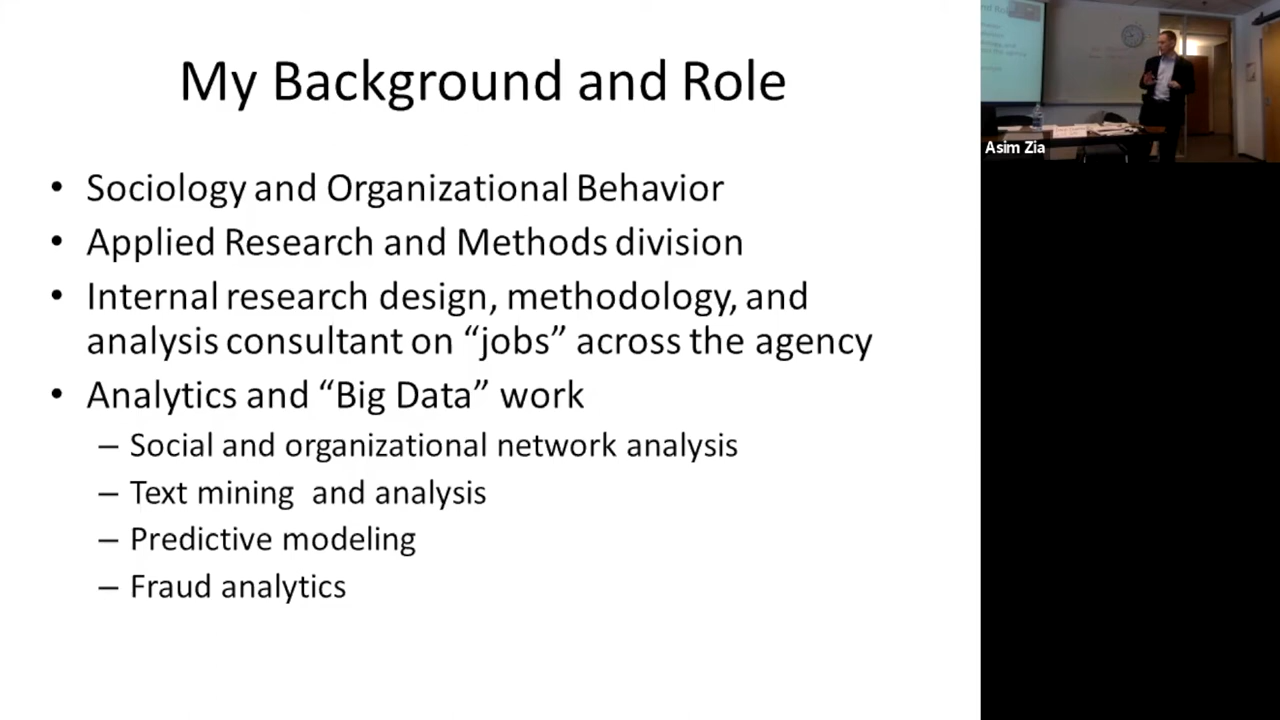 My Background and Role
• Sociology and Organizational Behavior
• Applied Research and Methods division
• Internal research design, methodology, and
analysis consultant on “jobs” across the agency
• Analytics and “Big Data” work
– Social and organizational network analysis
– Text mining and analysis
– Predictive modeling
– Fraud analytics
Asim Zia